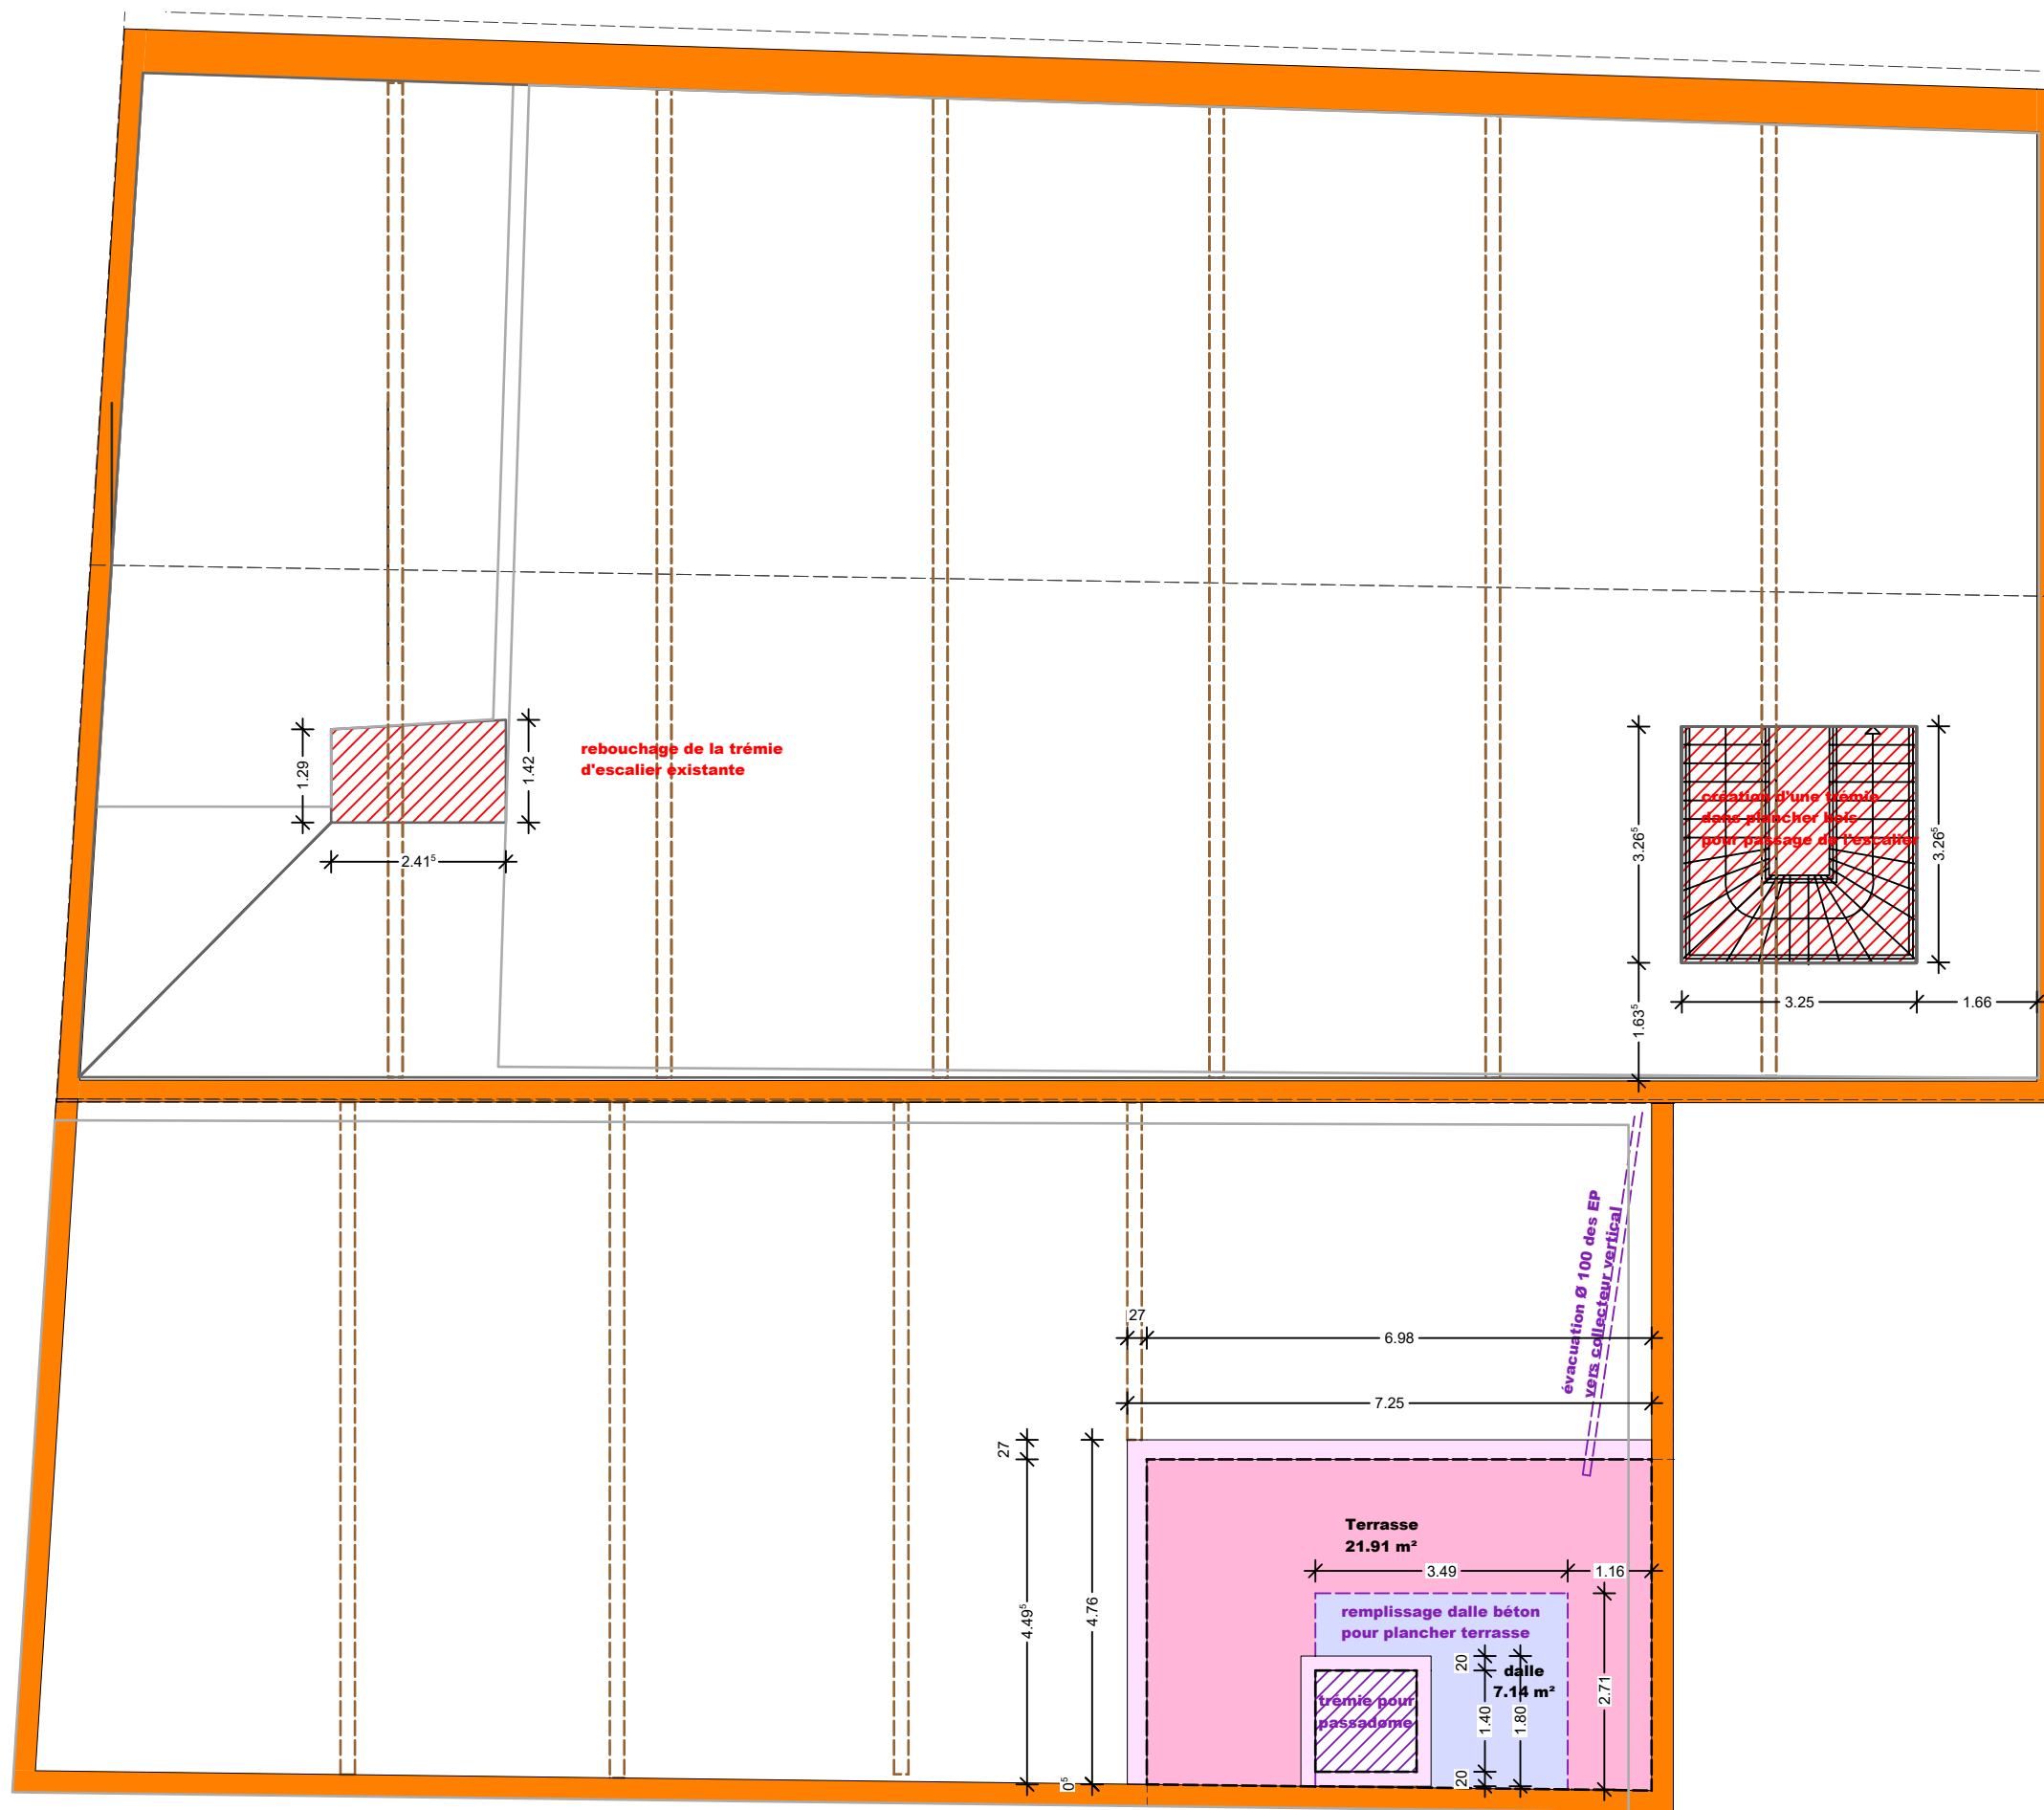 1.29
1.42
rebouchage de la trémie
d'escalier existante
2.41⁵
3.26⁵
création d'une trémie
dans plancher bois
pour passage de l'escalier
3.26⁵
3.25
1.66
1.63⁵
évacuation Ø 100 des EP
vers collecteur vertical
27
6.98
7.25
27
4.49⁵
4.76
0⁵
Terrasse
21.91 m²
3.49
1.16
remplissage dalle béton
pour plancher terrasse
20
dalle
7.14 m²
2.71
trémie pour
passadome
1.40
1.80
20